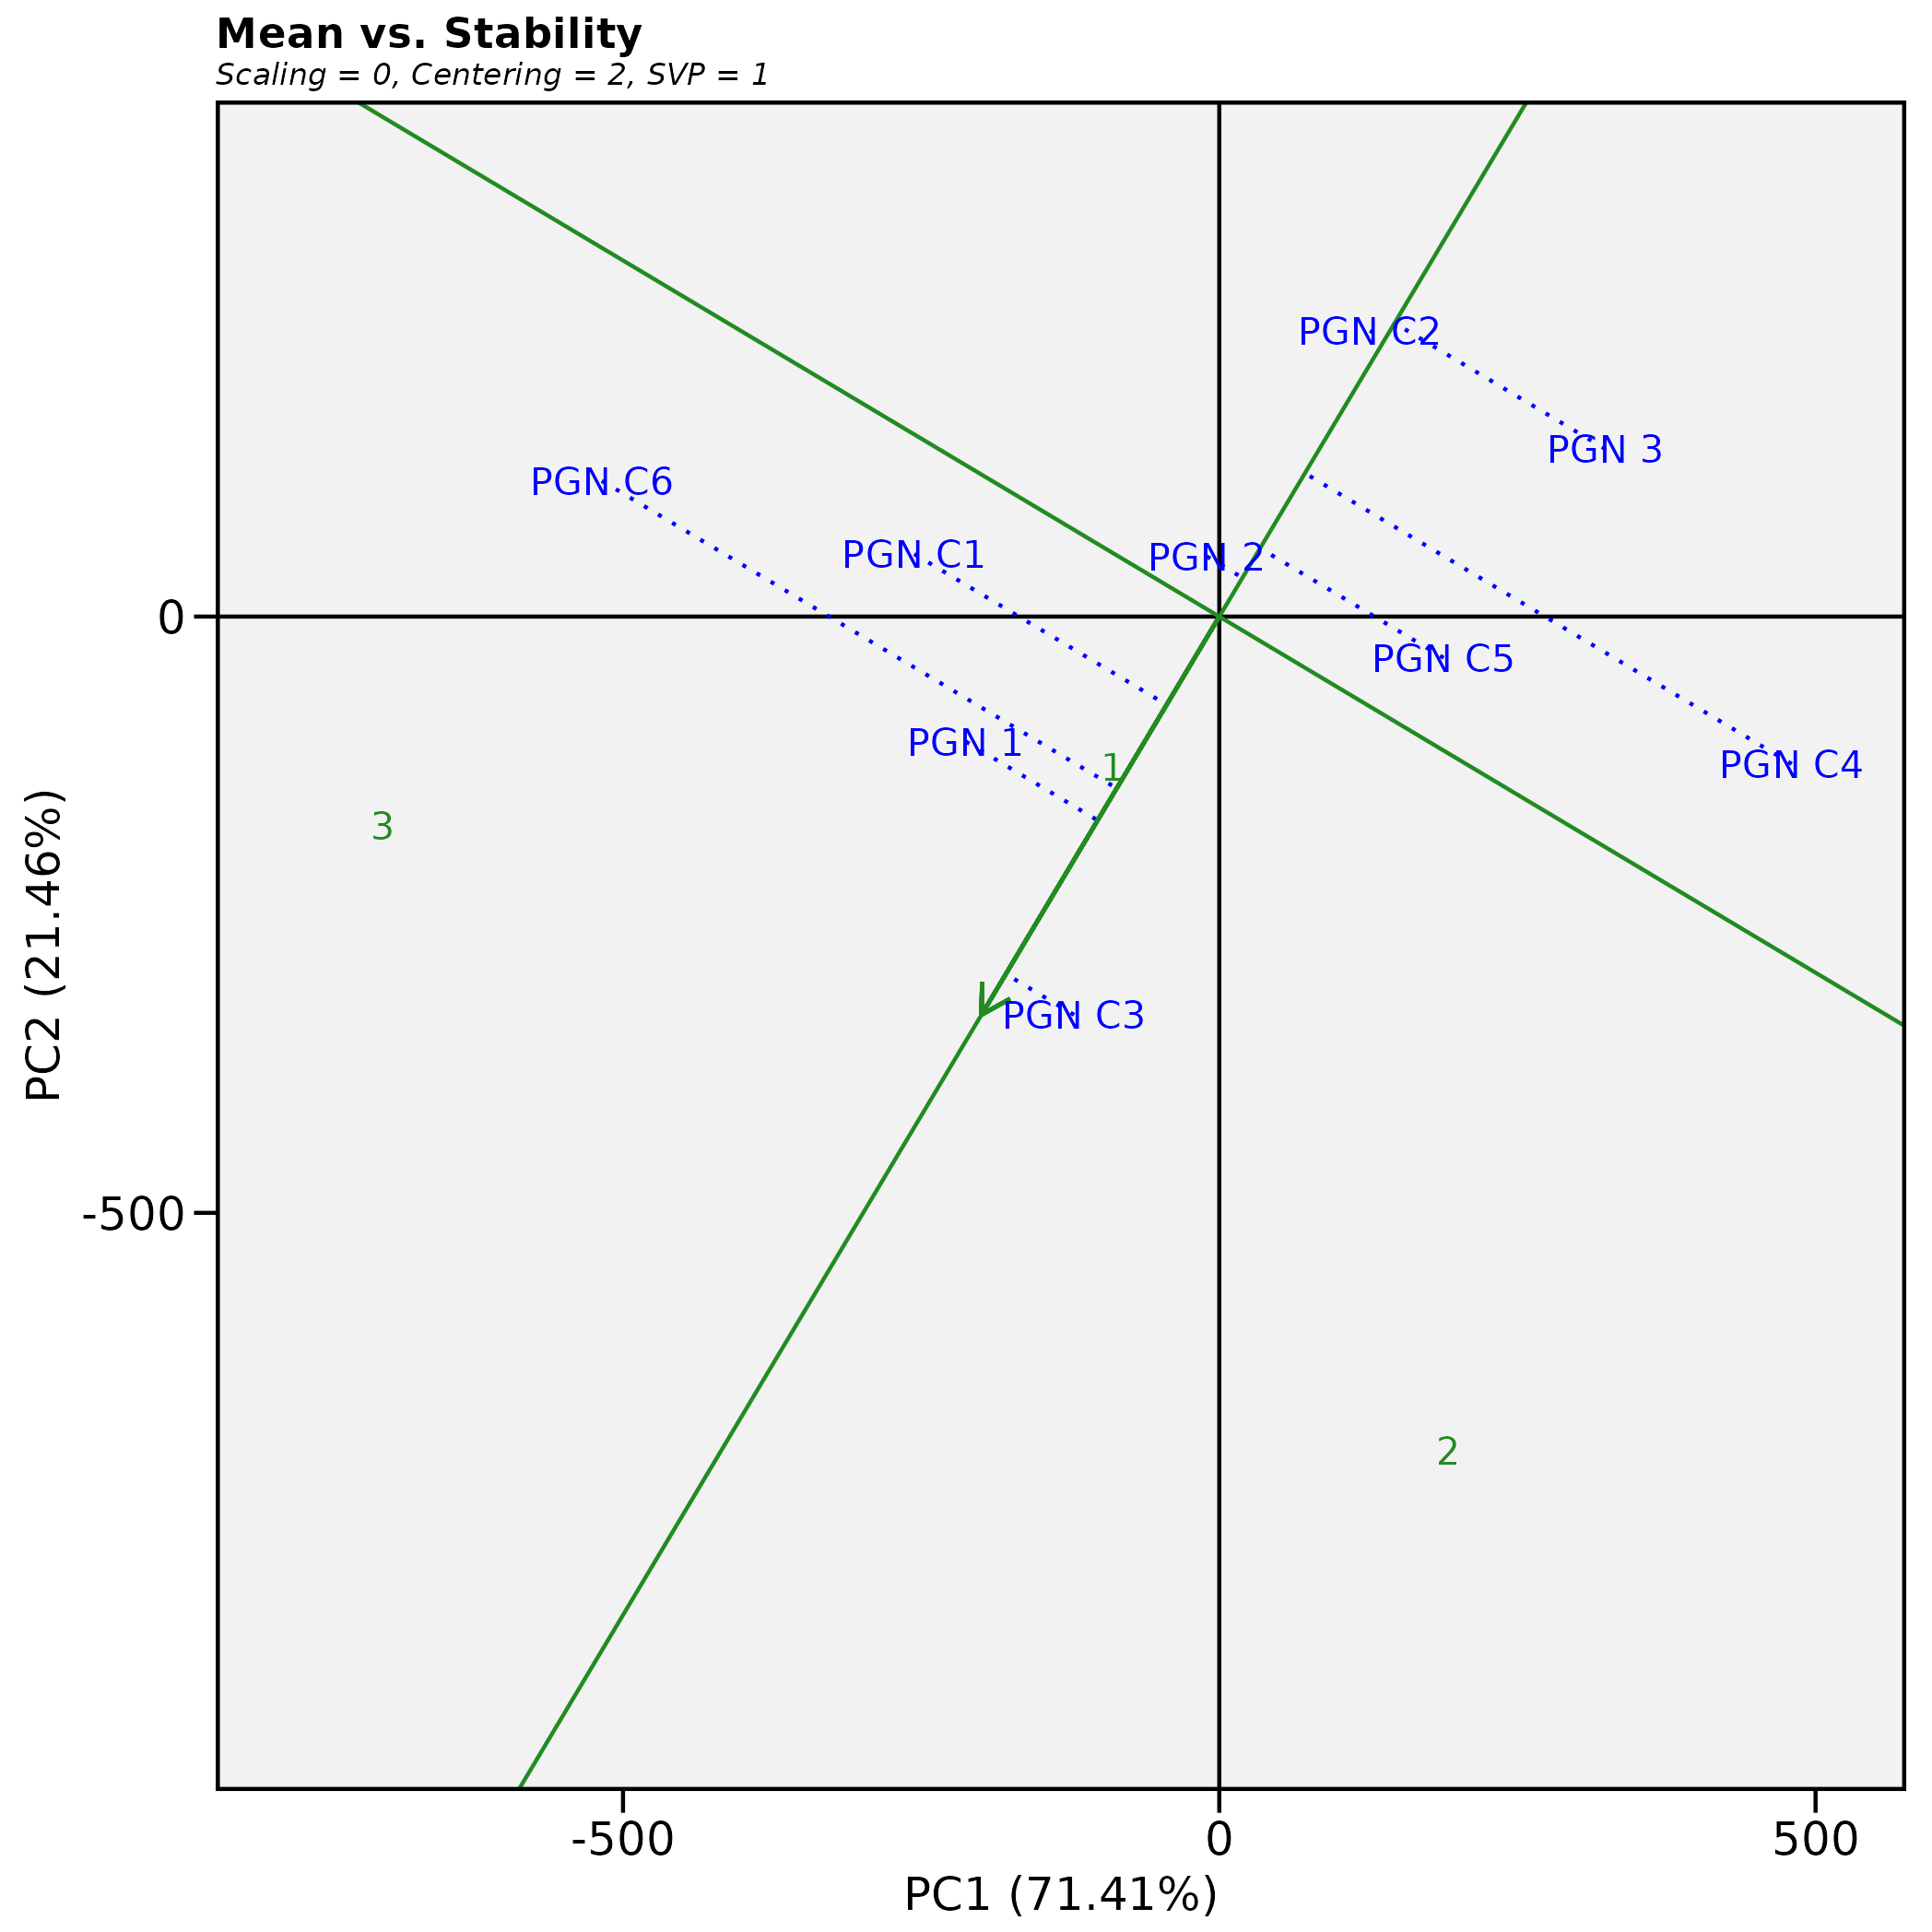 Mean vs. Stability
Scaling = 0, Centering = 2, SVP = 1
PGN C2
PGN 3
PGN C6
PGN C1
PGN 2
PGN C5
PGN 1
1
PGN C4
3
PGN C3
2
0
-500
PC2 (21.46%)
-500
0
500
PC1 (71.41%)